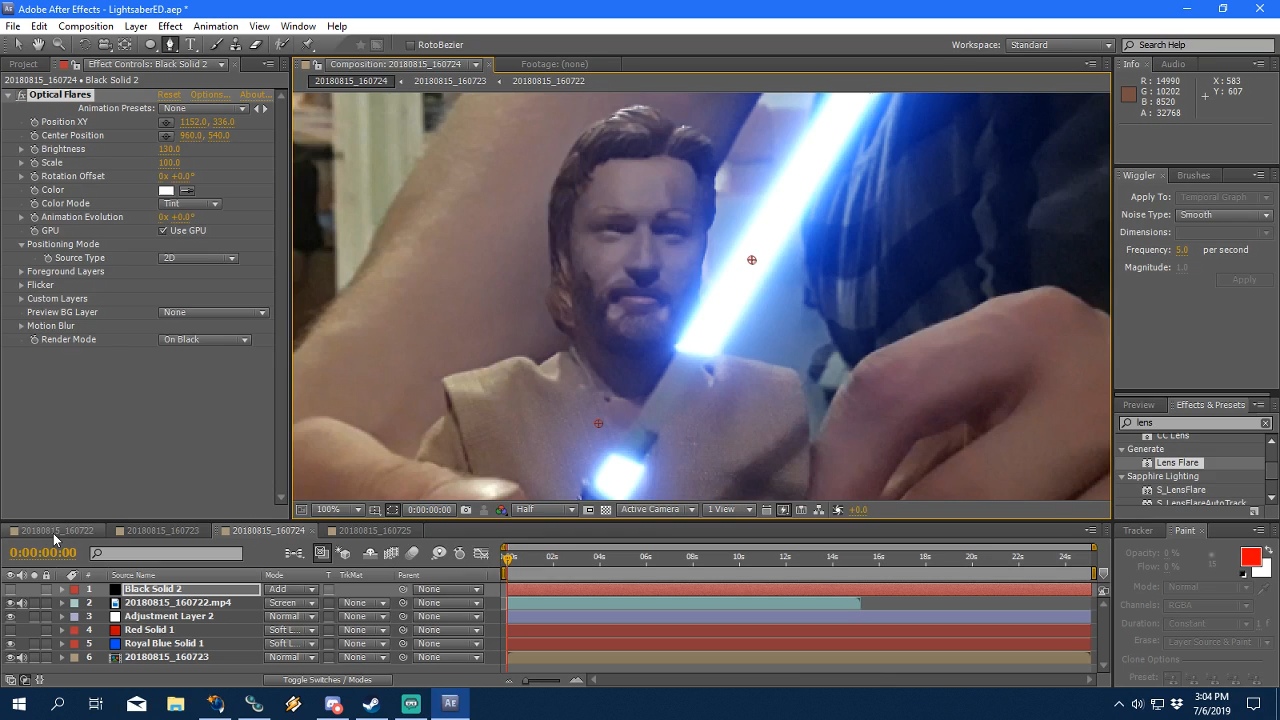 Adobe After Effects - LightsaberED.aep *
File Edit Composition Layer Effect Animation View Window Help
RotoBezier Workspace: Standard Search Help
Project Effect Controls: Black Solid 2 Composition: 20180815_160724 Footage: (none) Info Audio
20180815_160724 • Black Solid 2 20180815_160724 20180815_160723 20180815_160722
Optical Flares Reset Options... About...
Animation Presets: None
Position XY 1152.0, 336.0
Center Position 960.0, 540.0
Brightness 130.0
Scale 100.0
Rotation Offset 0x +0.0°
Color
Color Mode Tint
Animation Evolution 0x +0.0°
GPU Use GPU
Positioning Mode
Source Type 2D
Foreground Layers
Flicker
Custom Layers
Preview BG Layer None
Motion Blur
Render Mode On Black
R : 14990 X : 583
G : 10202 Y : 607
B : 8520
A : 32768
Wiggler Brushes
Apply To: Temporal Graph
Noise Type: Smooth
Dimensions:
Frequency: 5.0 per second
Magnitude: 1.0
Apply
Preview Effects & Presets
lens
CC Lens
Generate
Lens Flare
Sapphire Lighting
S_LensFlare
S_LensFlareAutoTrack
100% 0:00:00:00 Half Active Camera 1 View +0.0
20180815_160722 20180815_160723 20180815_160724 20180815_160725
0:00:00:00
02s 04s 06s 08s 10s 12s 14s 16s 18s 20s 22s 24s
# Source Name Mode T TrkMat Parent
1 Black Solid 2 Add None
2 20180815_160722.mp4 Screen None None
3 Adjustment Layer 2 Normal None None
4 Red Solid 1 Soft L... None None
5 Royal Blue Solid 1 Soft L... None None
6 20180815_160723 Normal None None
Toggle Switches / Modes
Tracker Paint
Opacity: 0 %
Flow: 0 % 15
Mode: Normal
Channels: RGBA
Duration: Constant
Erase: Layer Source & Paint
Clone Options
Preset:
3:04 PM
7/6/2019